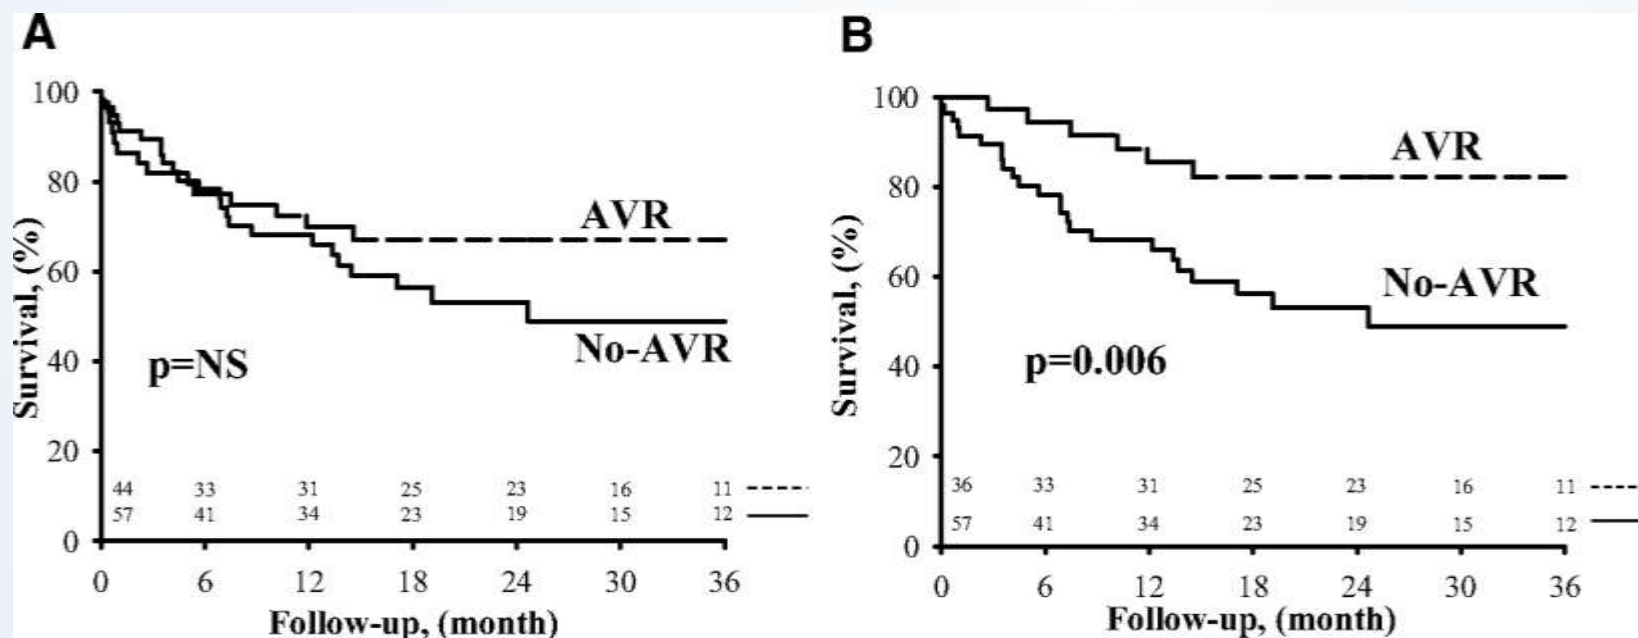 A
100
80
60
40
20
0
Survival, (%)
AVR
No-AVR
p=NS
44 33 31 25 23 16 11
57 41 34 23 19 15 12
0 6 12 18 24 30 36
Follow-up, (month)
B
100
80
60
40
20
0
Survival, (%)
AVR
No-AVR
p=0.006
36 33 31 25 23 16 11
57 41 34 23 19 15 12
0 6 12 18 24 30 36
Follow-up, (month)